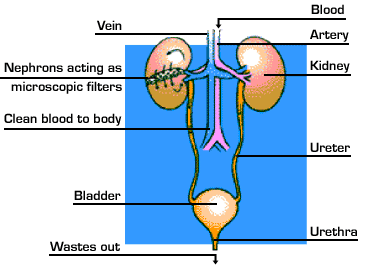 Blood
Vein
Artery
Kidney
Nephrons acting as
microscopic filters
Clean blood to body
Ureter
Bladder
Urethra
Wastes out